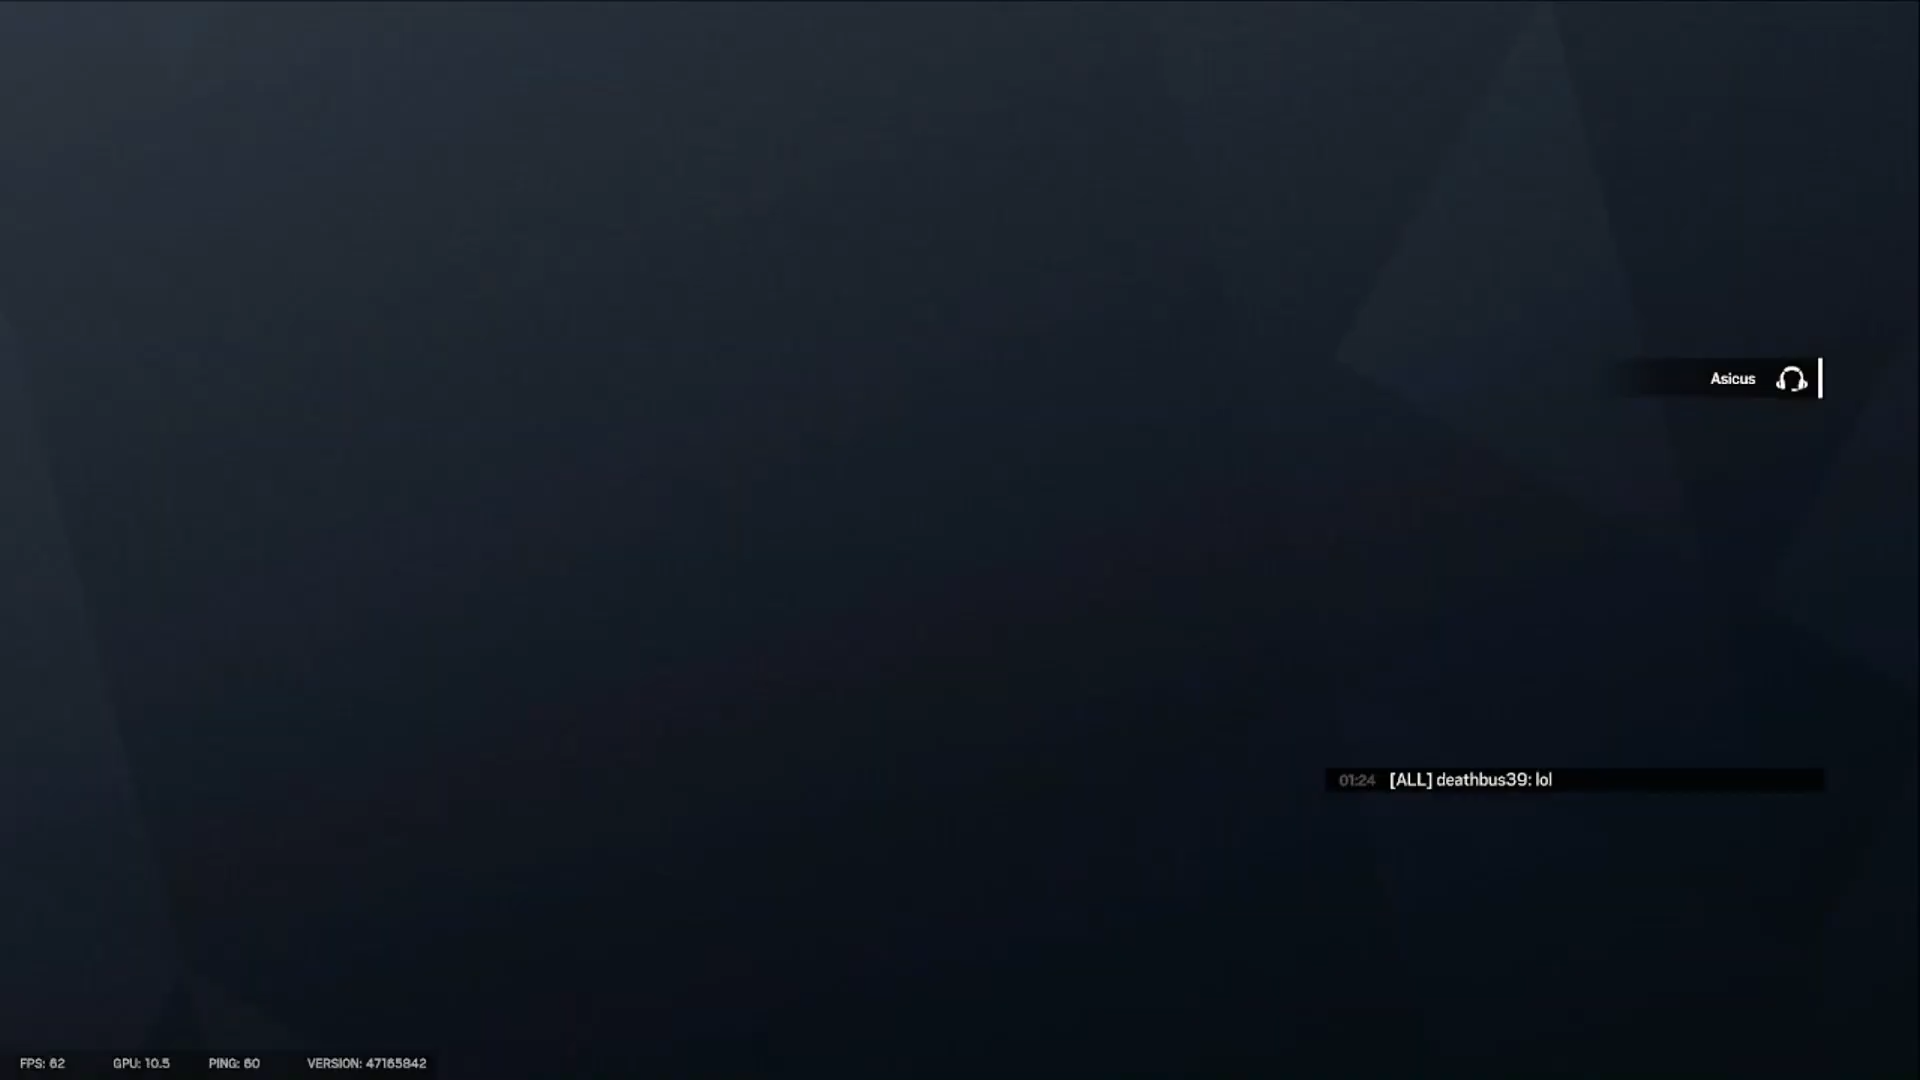 Asicus
01:24 [ALL] deathbus39: lol
FPS: 62 GPU: 10.5 PING: 60 VERSION: 47165842